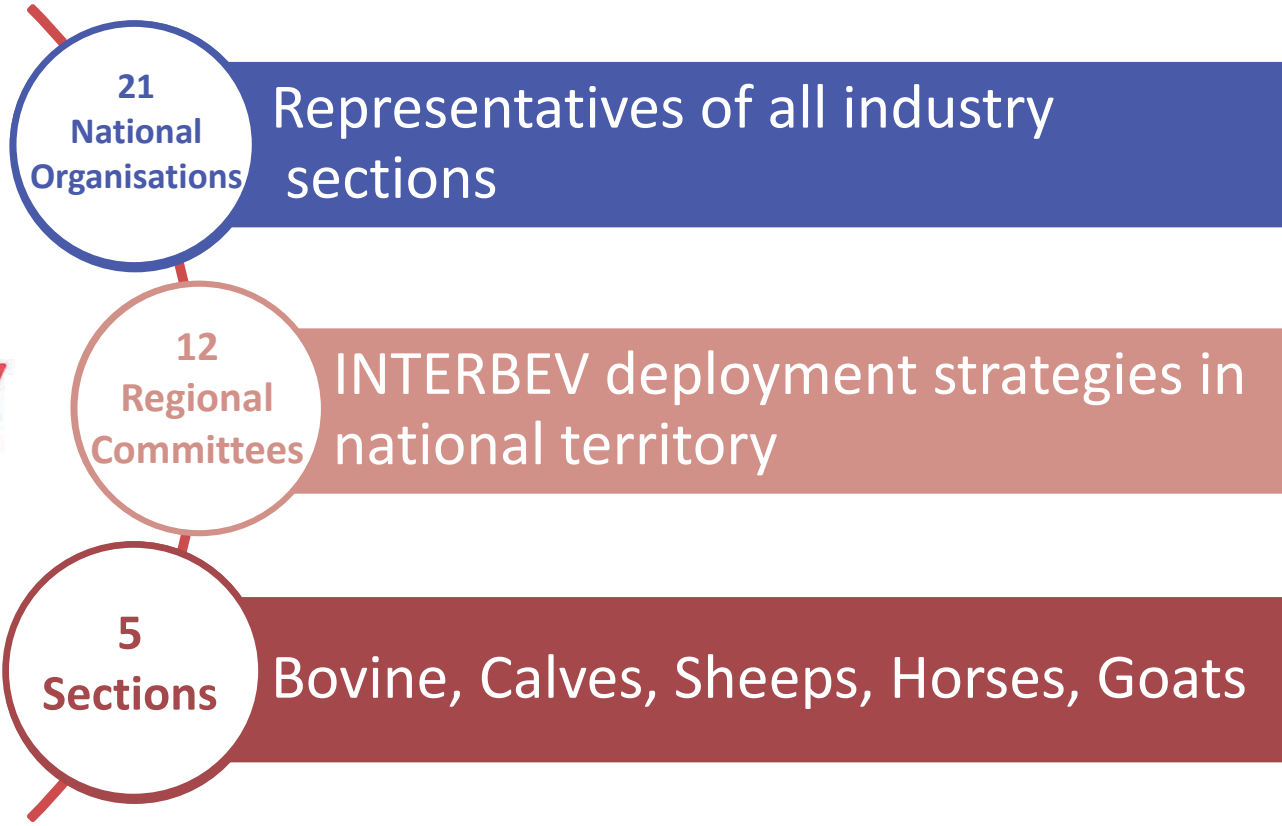 21
National
Organisations
Representatives of all industry
sections
12
Regional
Committees
INTERBEV deployment strategies in
national territory
5
Sections
Bovine, Calves, Sheeps, Horses, Goats